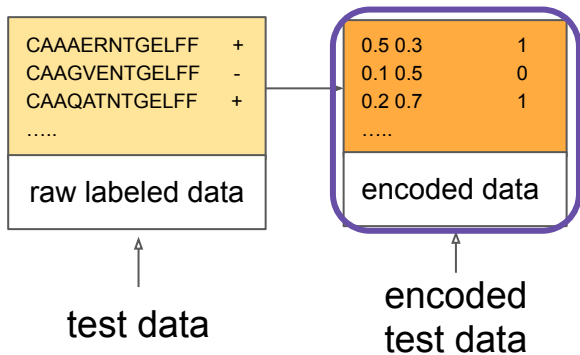 CAAAERNTGELFF +
CAAGVENTGELFF -
CAAQATNTGELFF +
.....
raw labeled data
test data
0.5 0.3 1
0.1 0.5 0
0.2 0.7 1
.....
encoded data
encoded
test data